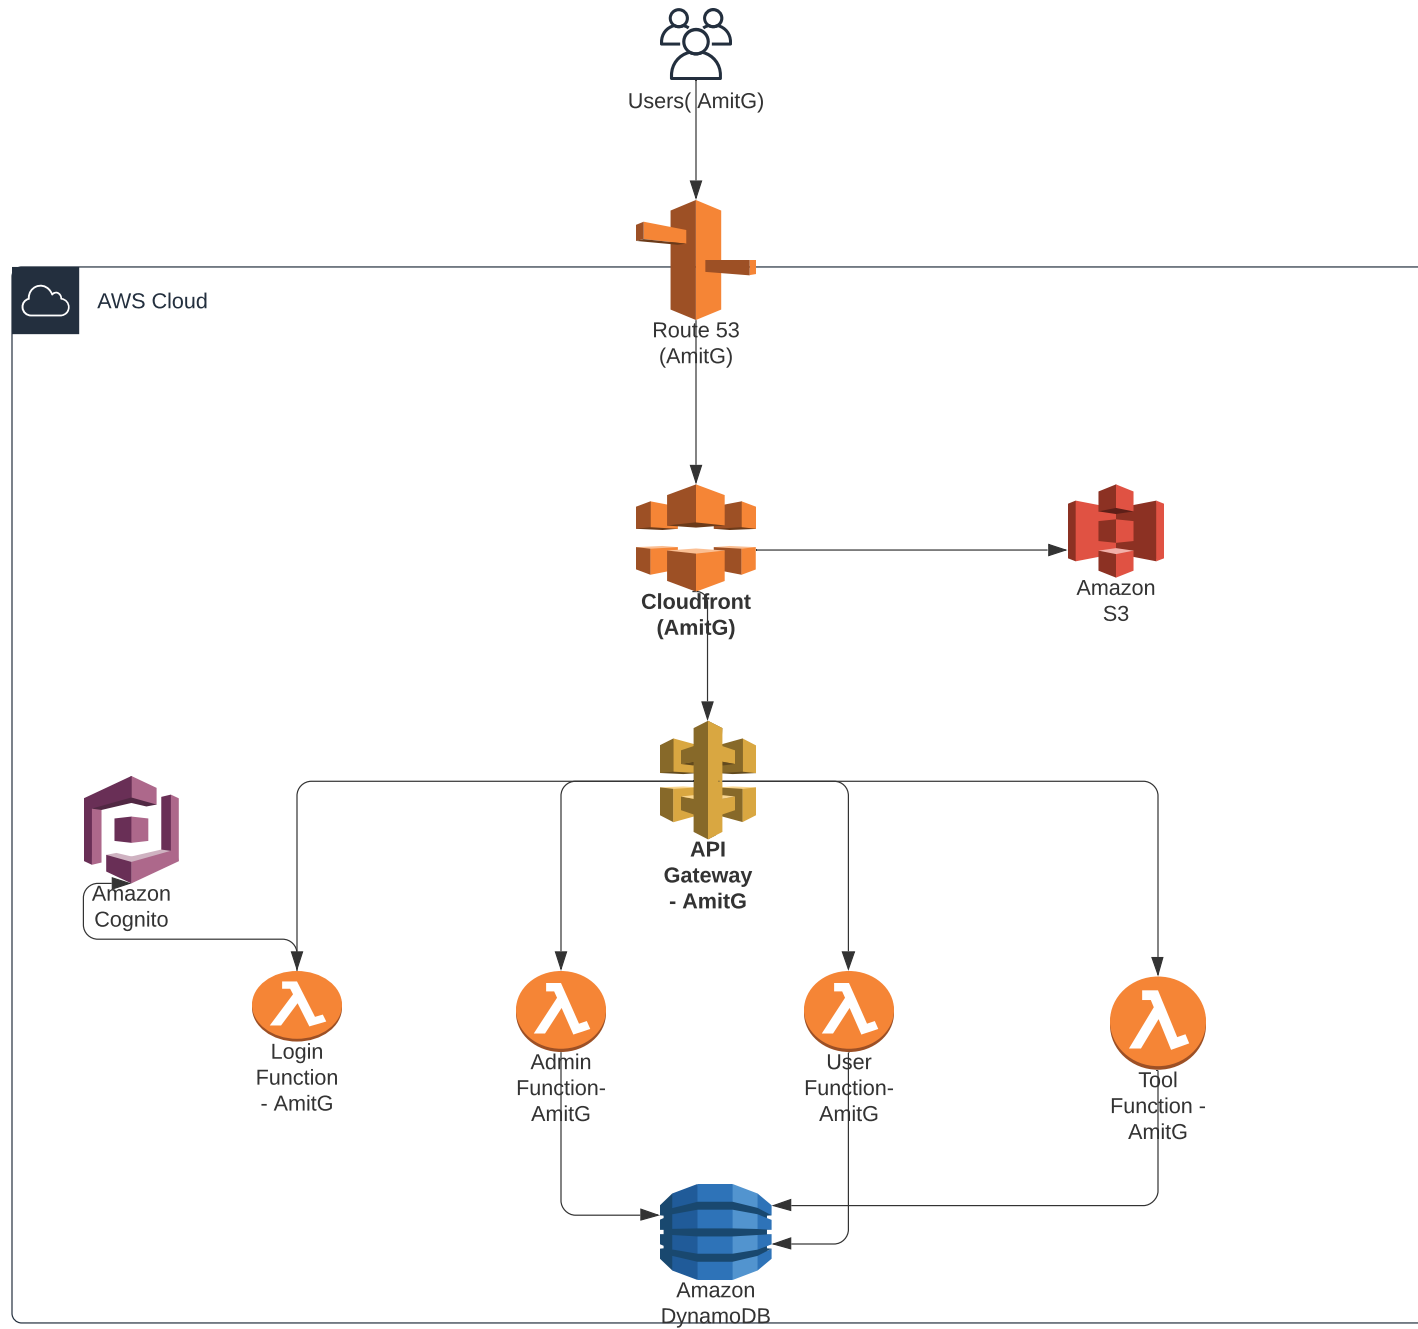 Users( AmitG)
AWS Cloud
Route 53
(AmitG)
Cloudfront
(AmitG)
Amazon
S3
API
Gateway
- AmitG
Amazon
Cognito
Login
Function
- AmitG
Admin
Function-
AmitG
User
Function-
AmitG
Tool
Function -
AmitG
Amazon
DynamoDB